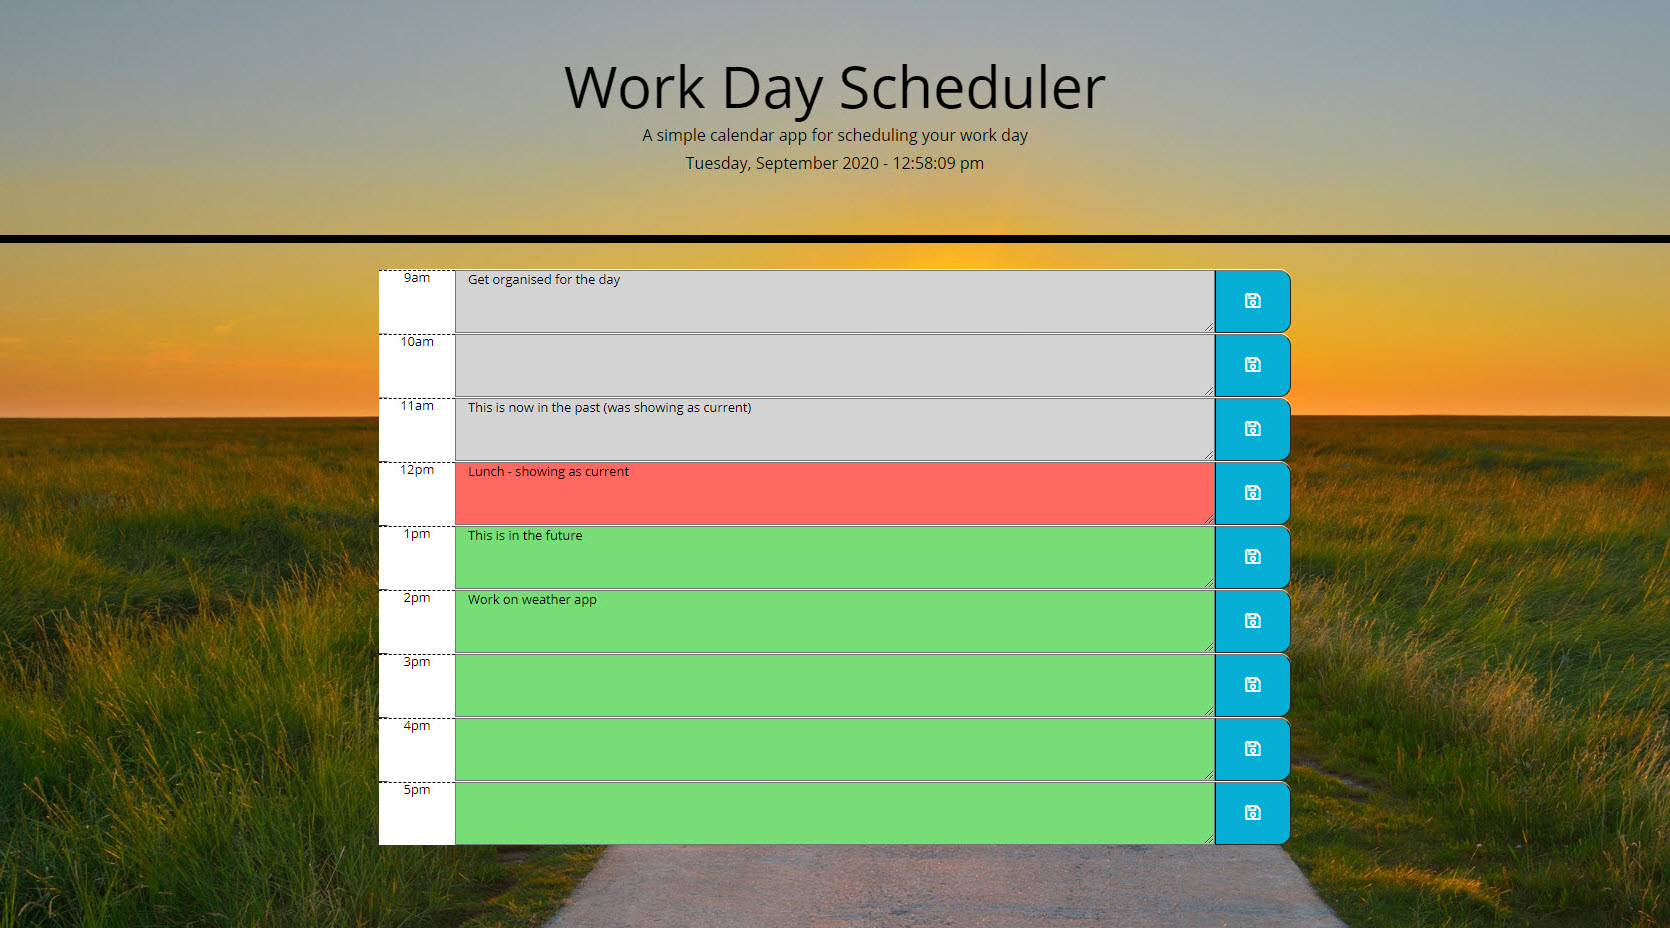 Work Day Scheduler
A simple calendar app for scheduling your work day
Tuesday, September 2020 - 12:58:09 pm
9am Get organised for the day
10am
11am This is now in the past (was showing as current)
12pm Lunch - showing as current
1pm This is in the future
2pm Work on weather app
3pm
4pm
5pm